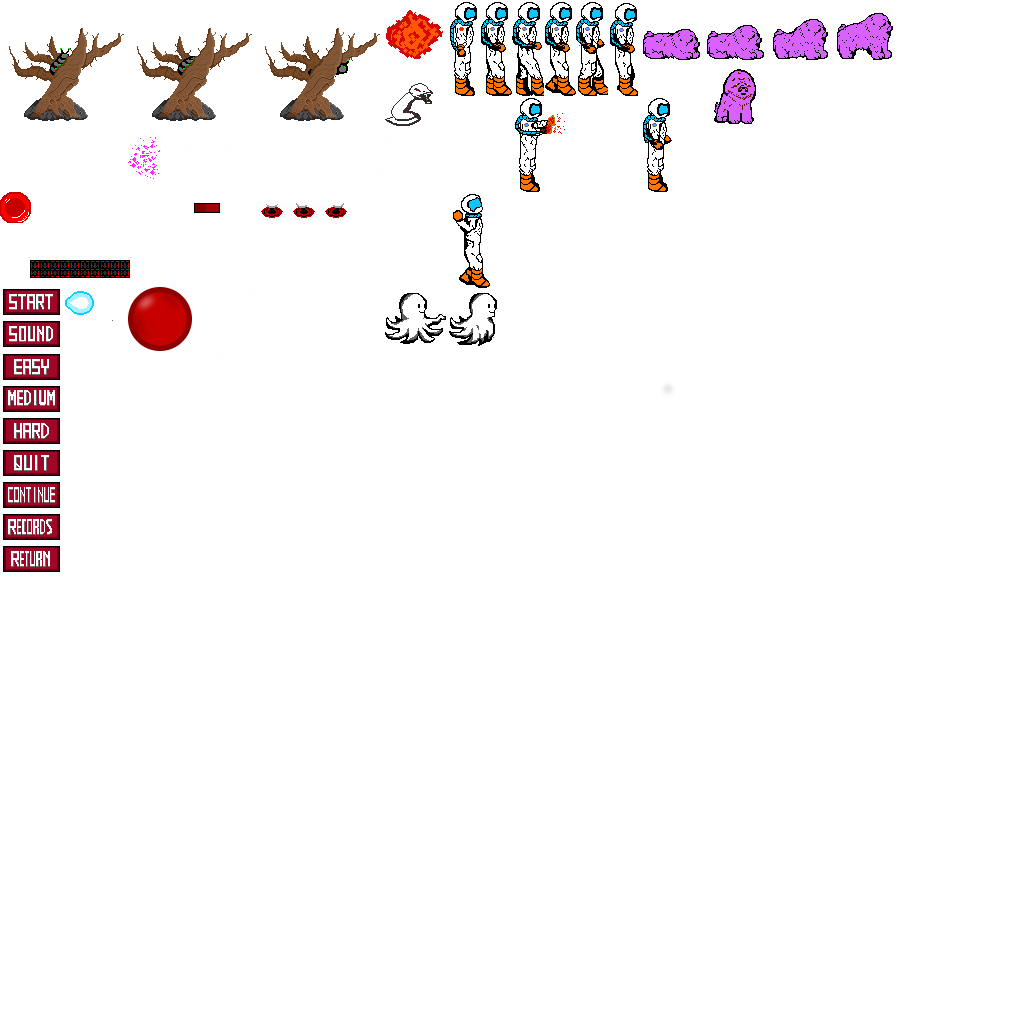 START
SOUND
EASY
MEDIUM
HARD
QUIT
CONTINUE
RECORDS
RETURN